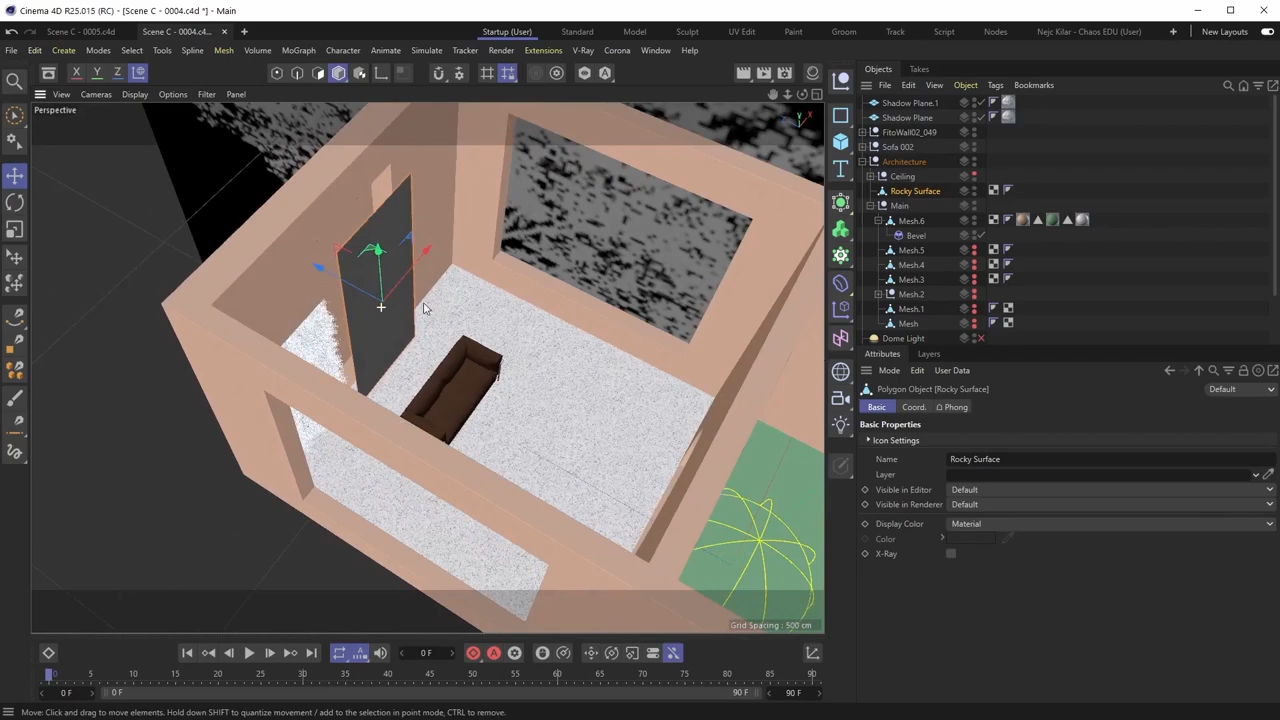 Cinema 4D R25.015 (RC) - [Scene C - 0004.c4d *] - Main
[Scene C - 0005.c4d]
Scene C - 0004.c4d...
Startup (User)
Standard
Model
Sculpt
UV Edit
Paint
Groom
Track
Script
Nodes
Nejc Kilar - Chaos EDU (User)
New Layouts
File
Edit
Create
Modes
Select
Tools
Spline
Mesh
Volume
MoGraph
Character
Animate
Simulate
Tracker
Render
Extensions
V-Ray
Corona
Window
Help
X
Y
Z
View
Cameras
Display
Options
Filter
Panel
Perspective
Grid Spacing : 500 cm
Objects
Takes
File
Edit
View
Object
Tags
Bookmarks
Shadow Plane.1
Shadow Plane
FitoWall02_049
Sofa 002
Architecture
Ceiling
Rocky Surface
Main
Mesh.6
Bevel
Mesh.5
Mesh.4
Mesh.3
Mesh.2
Mesh.1
Mesh
Dome Light
Attributes
Layers
Mode
Edit
User Data
Polygon Object [Rocky Surface]
Default
Basic
Coord.
Phong
Basic Properties
Icon Settings
Name
Rocky Surface
Layer
Visible in Editor
Default
Visible in Renderer
Default
Display Color
Material
Color
X-Ray
0 F
0 5 10 15 20 25 30 35 40 45 50 55 60 65 70 75 80 85 90
0 F
0 F
90 F
90 F
Move: Click and drag to move elements. Hold down SHIFT to quantize movement / add to the selection in point mode, CTRL to remove.